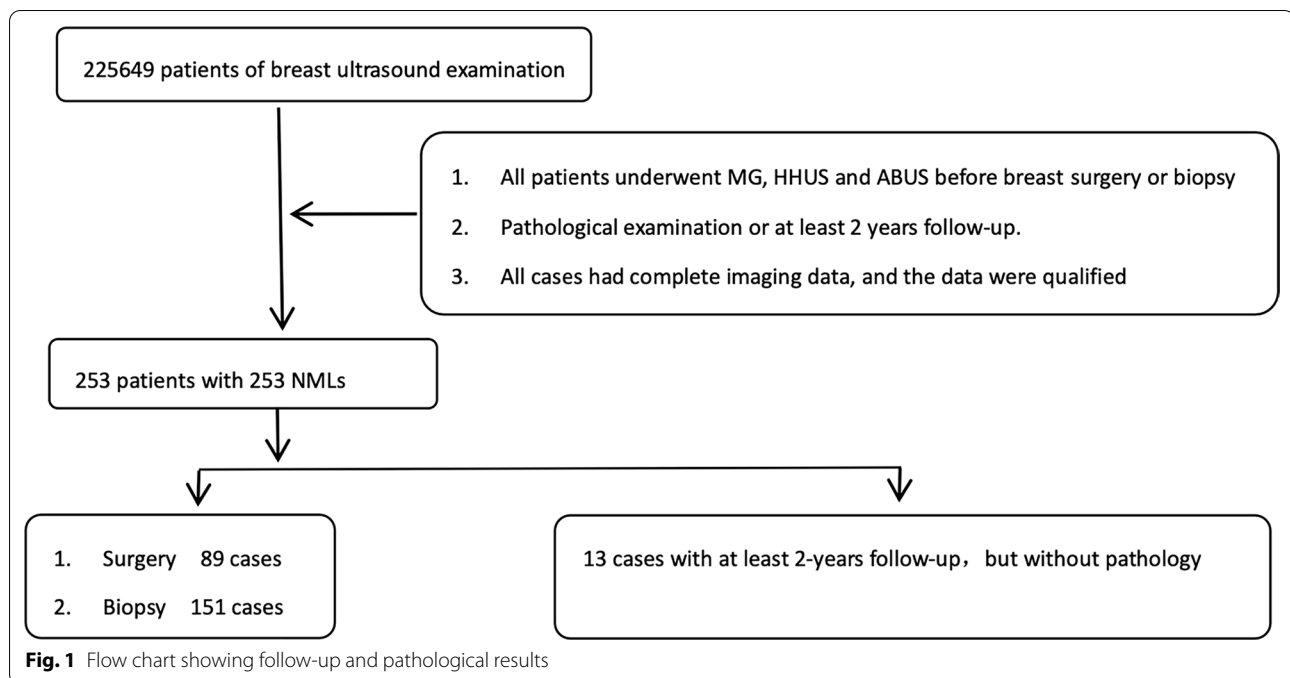 225649 patients of breast ultrasound examination
1. All patients underwent MG, HHUS and ABUS before breast surgery or biopsy
2. Pathological examination or at least 2 years follow-up.
3. All cases had complete imaging data, and the data were qualified
253 patients with 253 NMLs
1. Surgery 89 cases
2. Biopsy 151 cases
13 cases with at least 2-years follow-up，but without pathology
Fig. 1 Flow chart showing follow-up and pathological results